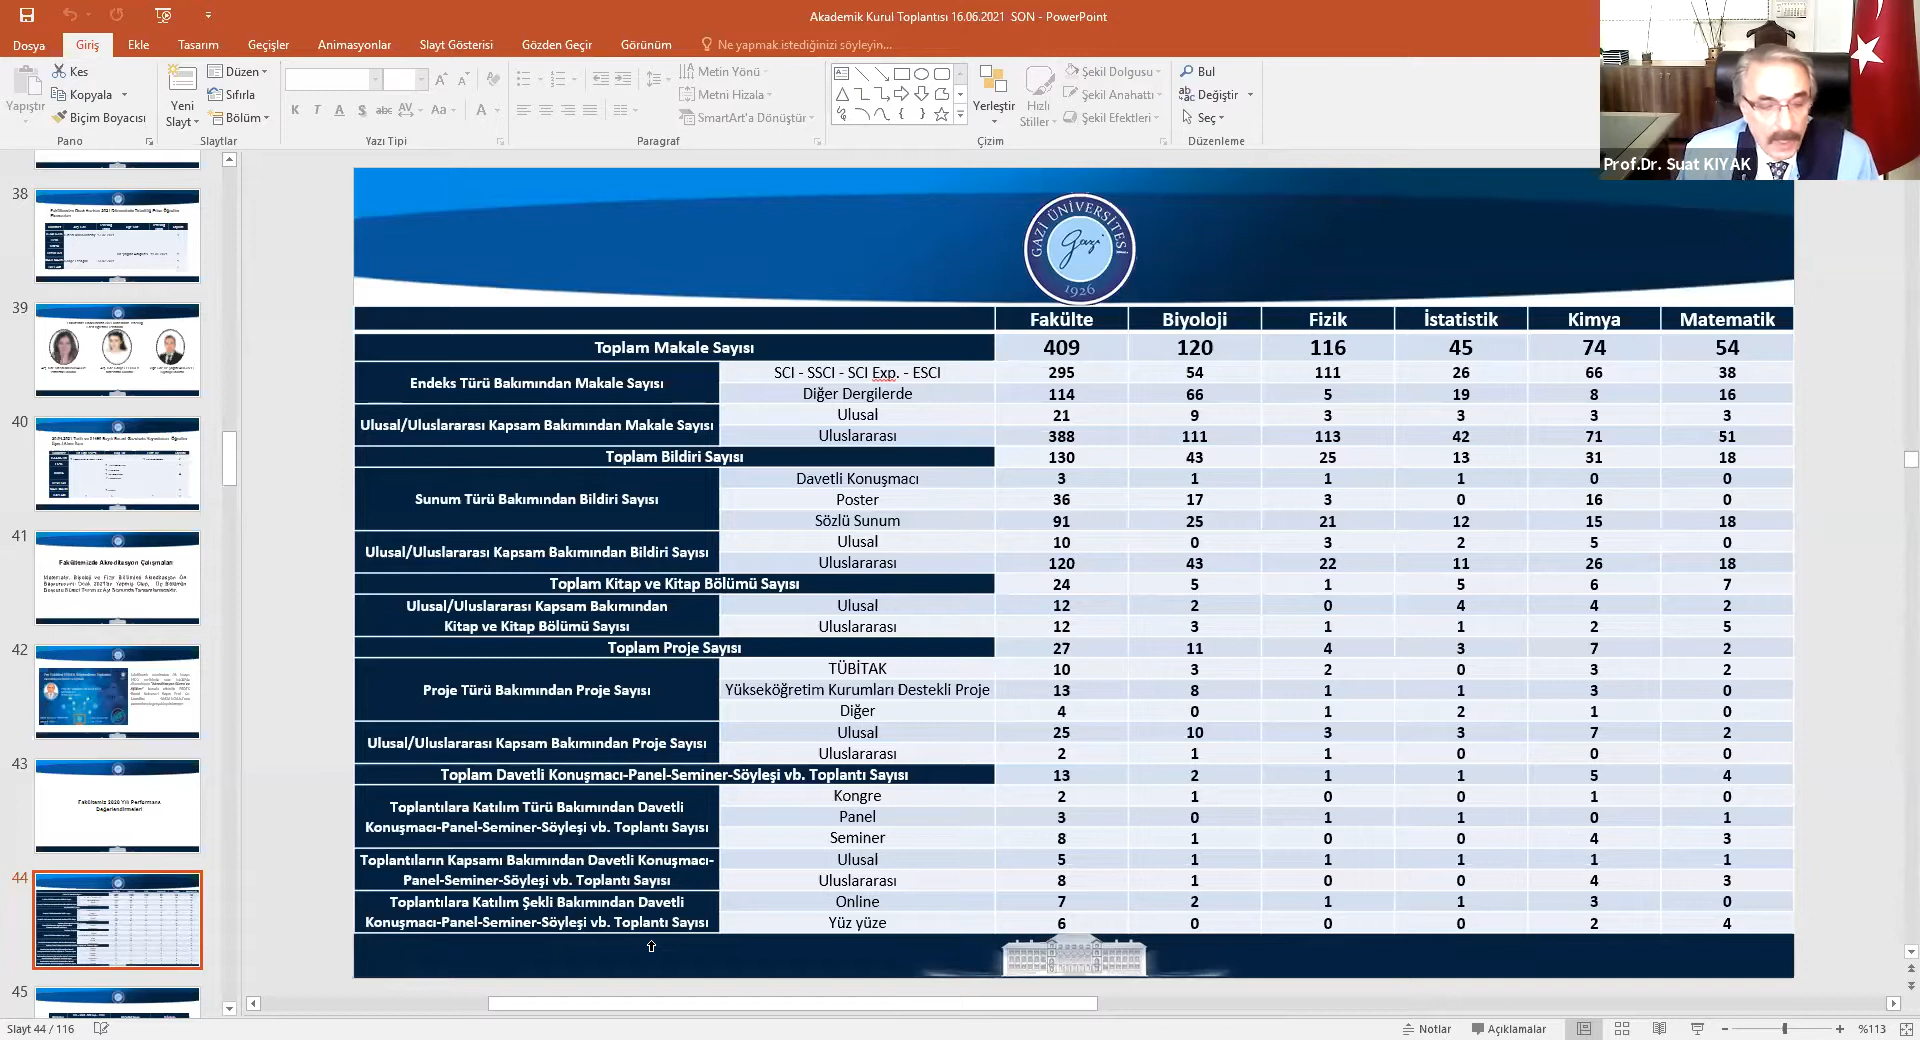 Akademik Kurul Toplantısı 16.06.2021 SON - PowerPoint
Dosya Giriş Ekle Tasarım Geçişler Animasyonlar Slayt Gösterisi Gözden Geçir Görünüm Ne yapmak istediğinizi söyleyin...
Yapıştır Kes Kopyala Biçim Boyacısı Pano
Yeni Slayt Düzen Sıfırla Bölüm Slaytlar
K T A S abc AV Aa A Yazı Tipi
Metin Yönü Metni Hizala SmartArt'a Dönüştür Paragraf
Yerleştir Hızlı Stiller Şekil Dolgusu Şekil Anahattı Şekil Efektleri Çizim
Bul Değiştir Seç Düzenleme
Prof.Dr. Suat KIYAK
38
39
40
41
Fakültemizde Akreditasyon Çalışmaları
42
43
Fakültemiz 2020 Yılı Performans
Değerlendirmeleri
44
45
GAZİ ÜNİVERSİTESİ
Gazi
1926
Fakülte Biyoloji Fizik İstatistik Kimya Matematik
Toplam Makale Sayısı 409 120 116 45 74 54
Endeks Türü Bakımından Makale Sayısı SCI - SSCI - SCI Exp. - ESCI 295 54 111 26 66 38
Diğer Dergilerde 114 66 5 19 8 16
Ulusal/Uluslararası Kapsam Bakımından Makale Sayısı Ulusal 21 9 3 3 3 3
Uluslararası 388 111 113 42 71 51
Toplam Bildiri Sayısı 130 43 25 13 31 18
Sunum Türü Bakımından Bildiri Sayısı Davetli Konuşmacı 3 1 1 1 0 0
Poster 36 17 3 0 16 0
Sözlü Sunum 91 25 21 12 15 18
Ulusal/Uluslararası Kapsam Bakımından Bildiri Sayısı Ulusal 10 0 3 2 5 0
Uluslararası 120 43 22 11 26 18
Toplam Kitap ve Kitap Bölümü Sayısı 24 5 1 5 6 7
Ulusal/Uluslararası Kapsam Bakımından Kitap ve Kitap Bölümü Sayısı Ulusal 12 2 0 4 4 2
Uluslararası 12 3 1 1 2 5
Toplam Proje Sayısı 27 11 4 3 7 2
Proje Türü Bakımından Proje Sayısı TÜBİTAK 10 3 2 0 3 2
Yükseköğretim Kurumları Destekli Proje 13 8 1 1 3 0
Diğer 4 0 1 2 1 0
Ulusal/Uluslararası Kapsam Bakımından Proje Sayısı Ulusal 25 10 3 3 7 2
Uluslararası 2 1 1 0 0 0
Toplam Davetli Konuşmacı-Panel-Seminer-Söyleşi vb. Toplantı Sayısı 13 2 1 1 5 4
Toplantılara Katılım Türü Bakımından Davetli Konuşmacı-Panel-Seminer-Söyleşi vb. Toplantı Sayısı Kongre 2 1 0 0 1 0
Panel 3 0 1 1 0 1
Seminer 8 1 0 0 4 3
Toplantıların Kapsamı Bakımından Davetli Konuşmacı-Panel-Seminer-Söyleşi vb. Toplantı Sayısı Ulusal 5 1 1 1 1 1
Uluslararası 8 1 0 0 4 3
Toplantılara Katılım Şekli Bakımından Davetli Konuşmacı-Panel-Seminer-Söyleşi vb. Toplantı Sayısı Online 7 2 1 1 3 0
Yüz yüze 6 0 0 0 2 4
Slayt 44 / 116 Notlar Açıklamalar %113